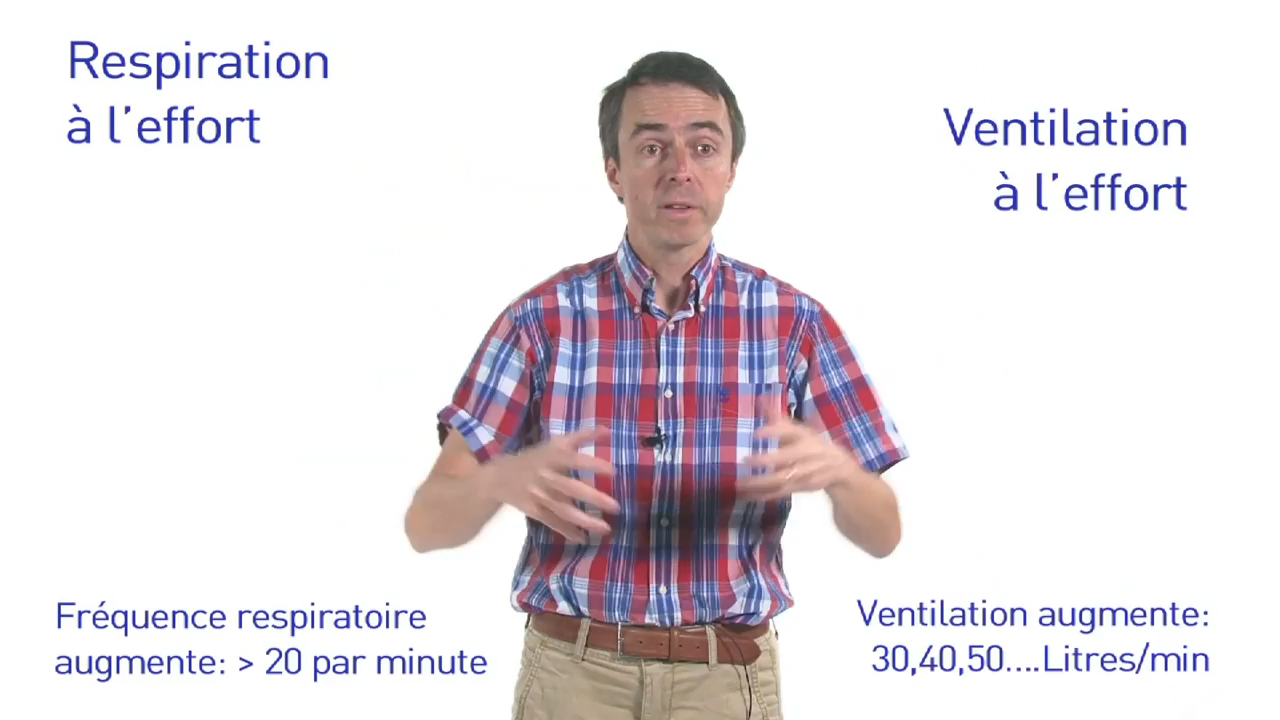 Respiration
à l'effort
Ventilation
à l'effort
Fréquence respiratoire
augmente: > 20 par minute
Ventilation augmente:
30,40,50....Litres/min